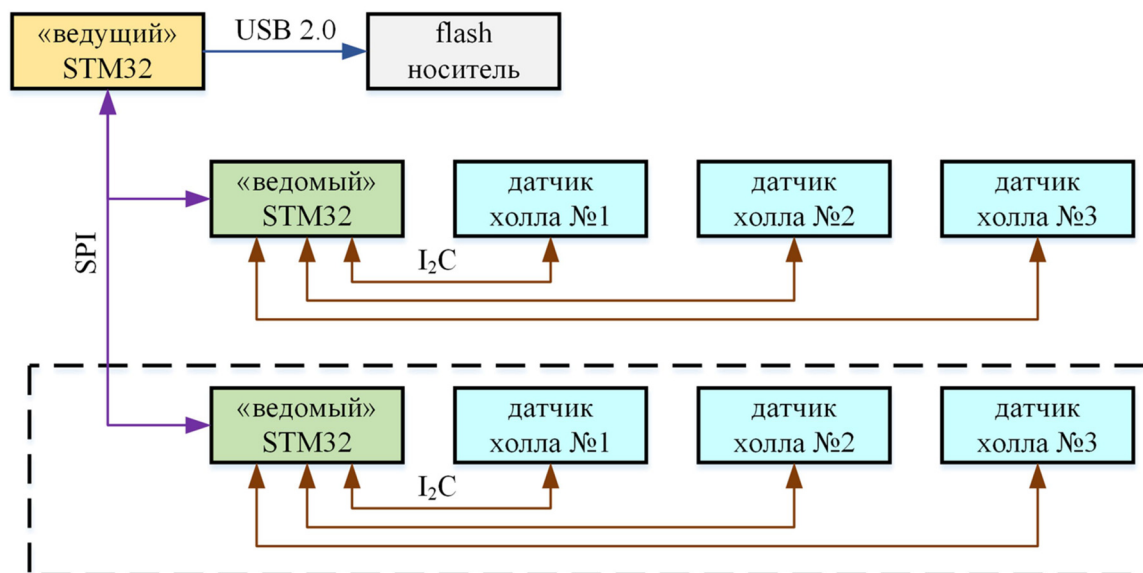 «ведущий»
STM32
USB 2.0
flash
носитель
SPI
«ведомый»
STM32
датчик
холла №1
датчик
холла №2
датчик
холла №3
I₂C
«ведомый»
STM32
датчик
холла №1
датчик
холла №2
датчик
холла №3
I₂C